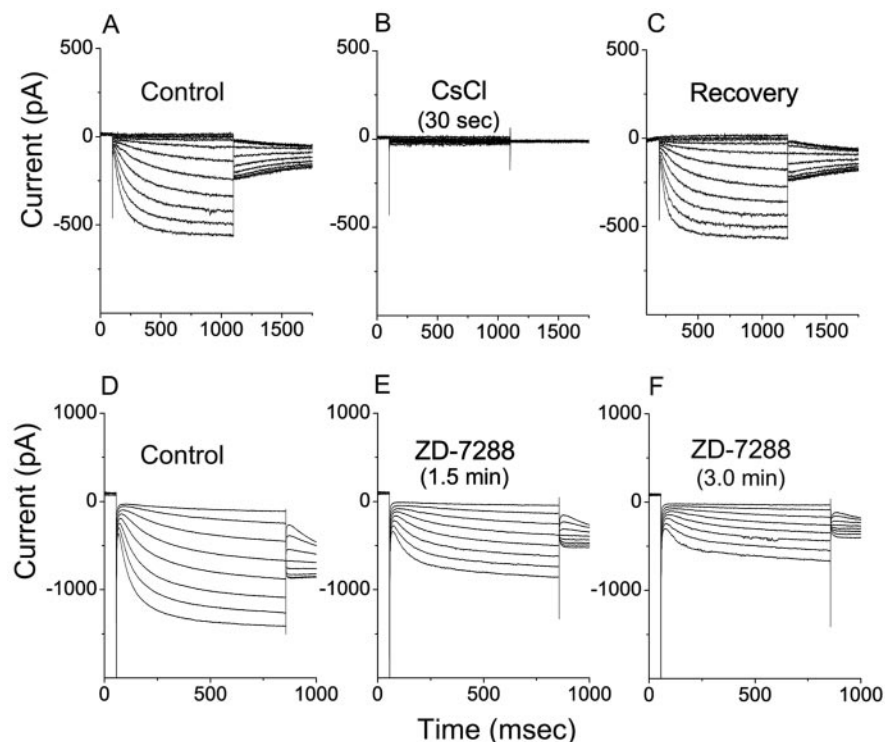 A
B
C
500
0
-500
Current (pA)
Control
0 500 1000 1500
500
0
-500
CsCl
(30 sec)
0 500 1000 1500
500
0
-500
Recovery
500 1000 1500
D
E
F
1000
0
-1000
Current (pA)
Control
0 500 1000
1000
0
-1000
ZD-7288
(1.5 min)
0 500 1000
1000
0
-1000
ZD-7288
(3.0 min)
0 500 1000
Time (msec)